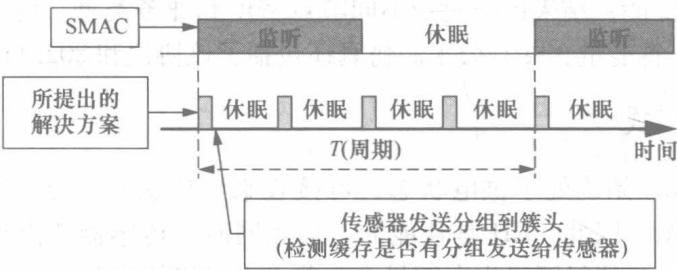 SMAC
监听
休眠
监听
所提出的
解决方案
休眠
休眠
休眠
休眠
休眠
T(周期)
时间
传感器发送分组到簇头
(检测缓存是否有分组发送给传感器)